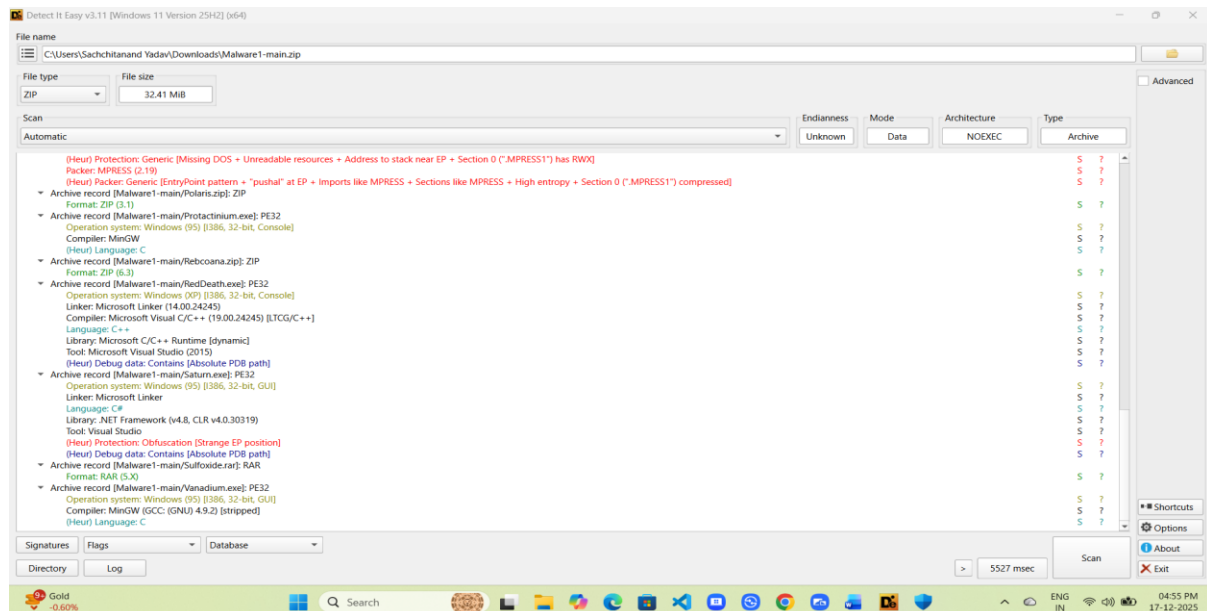 Detect It Easy v3.11 [Windows 11 Version 25H2] (x64)
File name
C:\Users\Sachchitanand Yadav\Downloads\Malware1-main.zip
File type
File size
Advanced
ZIP
32.41 MiB
Scan
Endianness
Mode
Architecture
Type
Automatic
Unknown
Data
NOEXEC
Archive
(Heur) Protection: Generic [Missing DOS + Unreadable resources + Address to stack near EP + Section 0 (".MPRESS1") has RWX] S ?
Packer: MPRESS (2.19) S ?
(Heur) Packer: Generic [EntryPoint pattern + "pushal" at EP + Imports like MPRESS + Sections like MPRESS + High entropy + Section 0 (".MPRESS1") compressed] S ?
Archive record [Malware1-main/Polaris.zip]: ZIP
Format: ZIP (3.1) S ?
Archive record [Malware1-main/Protactinium.exe]: PE32
Operation system: Windows (95) [I386, 32-bit, Console] S ?
Compiler: MinGW S ?
(Heur) Language: C S ?
Archive record [Malware1-main/Rebcoana.zip]: ZIP
Format: ZIP (6.3) S ?
Archive record [Malware1-main/RedDeath.exe]: PE32
Operation system: Windows (XP) [I386, 32-bit, Console] S ?
Linker: Microsoft Linker (14.00.24245) S ?
Compiler: Microsoft Visual C/C++ (19.00.24245) [LTCG/C++] S ?
Language: C++ S ?
Library: Microsoft C/C++ Runtime [dynamic] S ?
Tool: Microsoft Visual Studio (2015) S ?
(Heur) Debug data: Contains [Absolute PDB path] S ?
Archive record [Malware1-main/Saturn.exe]: PE32
Operation system: Windows (95) [I386, 32-bit, GUI] S ?
Linker: Microsoft Linker S ?
Language: C# S ?
Library: .NET Framework (v4.8, CLR v4.0.30319) S ?
Tool: Visual Studio S ?
(Heur) Protection: Obfuscation [Strange EP position] S ?
(Heur) Debug data: Contains [Absolute PDB path] S ?
Archive record [Malware1-main/Sulfoxide.rar]: RAR
Format: RAR (5.X) S ?
Archive record [Malware1-main/Vanadium.exe]: PE32
Operation system: Windows (95) [I386, 32-bit, GUI] S ?
Compiler: MinGW (GCC: (GNU) 4.9.2) [stripped] S ?
(Heur) Language: C S ?
Shortcuts
Options
Signatures
Flags
Database
Scan
About
Directory
Log
>
5527 msec
Exit
9+
Gold
-0.60%
Search
ENG
IN
04:55 PM
17-12-2025